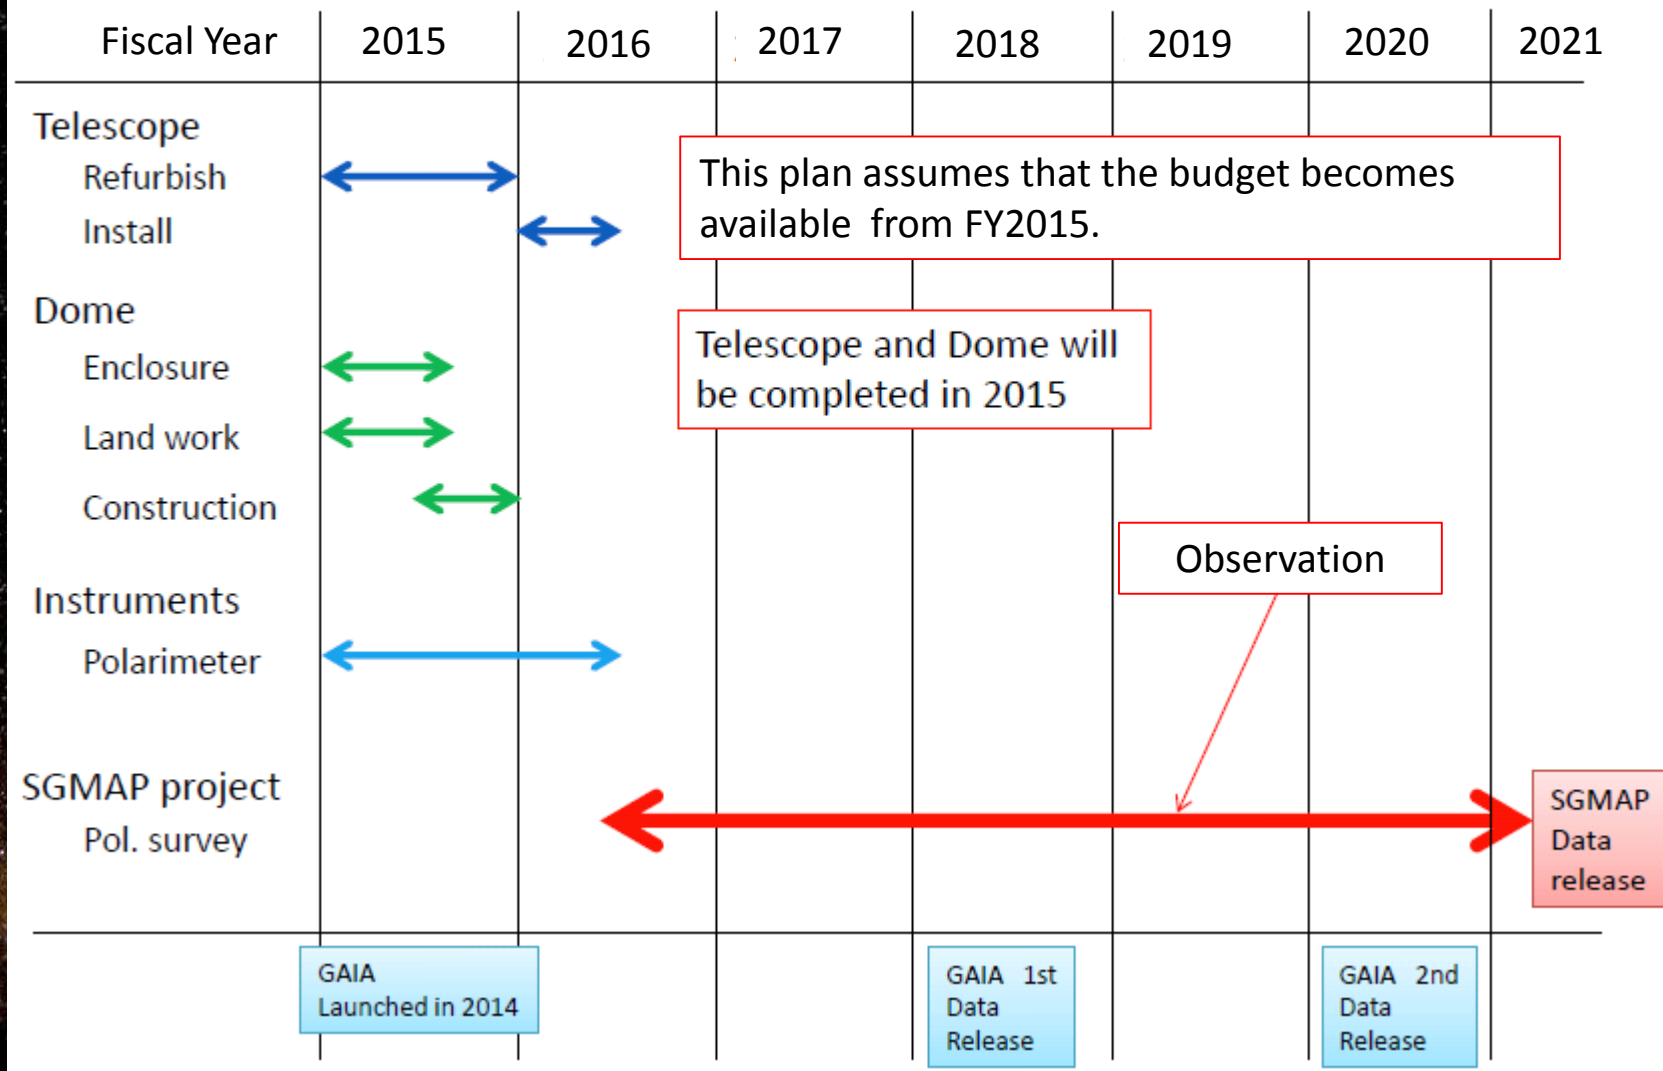 Fiscal Year 2015 2016 2017 2018 2019 2020 2021
Telescope
Refurbish
Install
This plan assumes that the budget becomes
available from FY2015.
Dome
Enclosure
Land work
Construction
Telescope and Dome will
be completed in 2015
Observation
Instruments
Polarimeter
SGMAP project
Pol. survey
SGMAP
Data
release
GAIA
Launched in 2014
GAIA 1st
Data
Release
GAIA 2nd
Data
Release